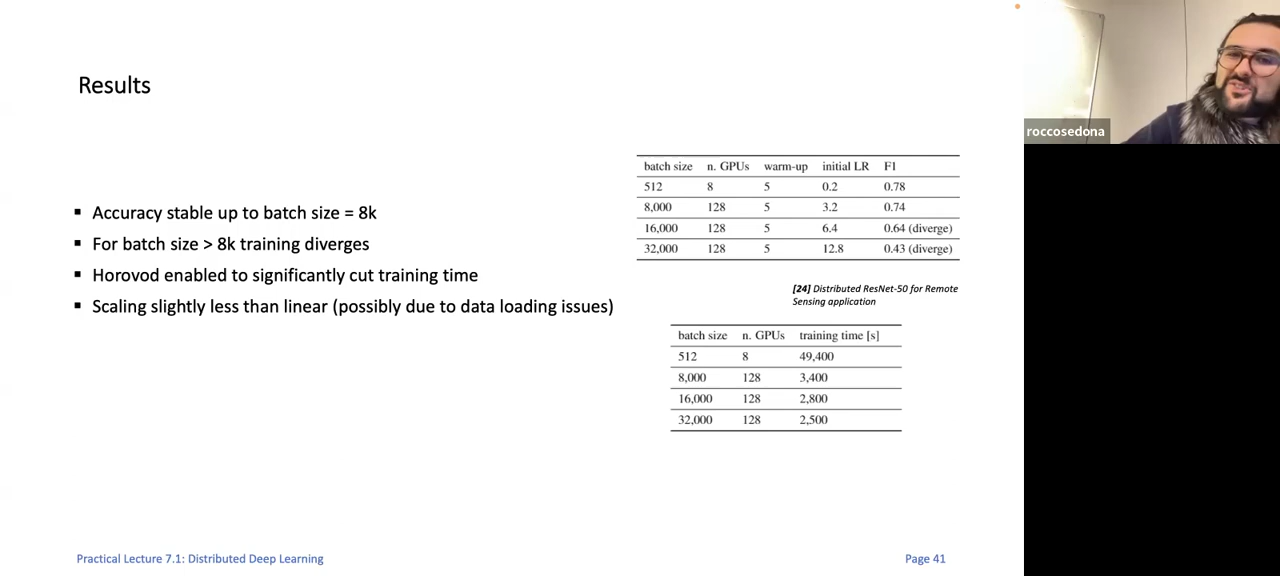 Results
▪ Accuracy stable up to batch size = 8k
▪ For batch size > 8k training diverges
▪ Horovod enabled to significantly cut training time
▪ Scaling slightly less than linear (possibly due to data loading issues)
batch size n. GPUs warm-up initial LR F1
512 8 5 0.2 0.78
8,000 128 5 3.2 0.74
16,000 128 5 6.4 0.64 (diverge)
32,000 128 5 12.8 0.43 (diverge)
[24] Distributed ResNet-50 for Remote
Sensing application
batch size n. GPUs training time [s]
512 8 49,400
8,000 128 3,400
16,000 128 2,800
32,000 128 2,500
Practical Lecture 7.1: Distributed Deep Learning
Page 41
roccosedona